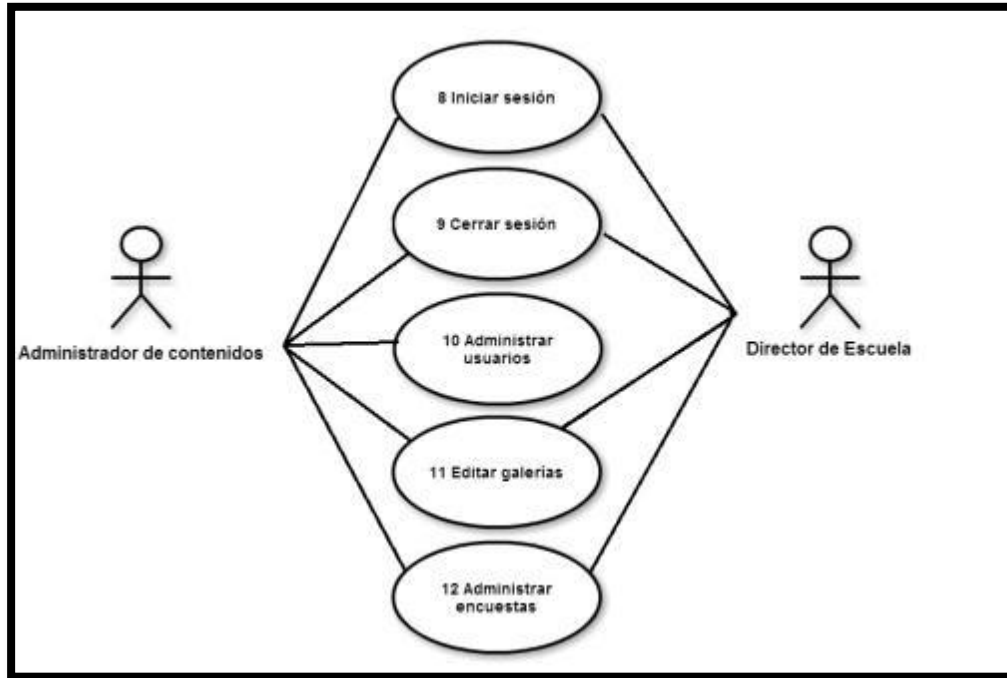 8 Iniciar sesión
9 Cerrar sesión
10 Administrar
usuarios
Administrador de contenidos
Director de Escuela
11 Editar galerías
12 Administrar
encuestas